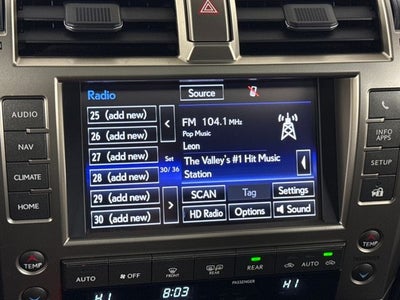 Radio
Source
25 (add new)
26 (add new)
27 (add new)
28 (add new)
29 (add new)
30 (add new)
Set
30/36
FM 104.1 MHz
Pop Music
Leon
The Valley's #1 Hit Music
Station
SCAN
Tag
Settings
HD Radio
Options
Sound
AUDIO
NAV
CLIMATE
HOME
INFO
APPS
SETUP
TEMP
TEMP
AUTO
OFF
FRONT
REAR
AUTO
PASSENGER
HI
8:03
HI